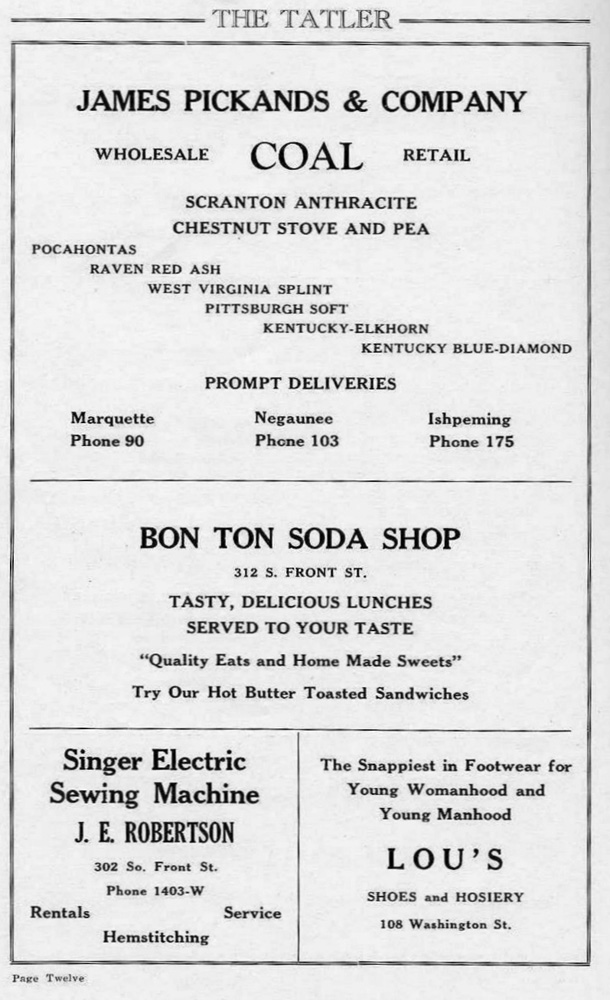 THE TATLER
JAMES PICKANDS & COMPANY
WHOLESALE COAL RETAIL
SCRANTON ANTHRACITE
CHESTNUT STOVE AND PEA
POCAHONTAS
RAVEN RED ASH
WEST VIRGINIA SPLINT
PITTSBURGH SOFT
KENTUCKY-ELKHORN
KENTUCKY BLUE-DIAMOND
PROMPT DELIVERIES
Marquette Negaunee Ishpeming
Phone 90 Phone 103 Phone 175
BON TON SODA SHOP
312 S. FRONT ST.
TASTY, DELICIOUS LUNCHES
SERVED TO YOUR TASTE
"Quality Eats and Home Made Sweets"
Try Our Hot Butter Toasted Sandwiches
Singer Electric
Sewing Machine
J. E. ROBERTSON
302 So. Front St.
Phone 1403-W
Rentals Service
Hemstitching
The Snappiest in Footwear for
Young Womanhood and
Young Manhood
LOU'S
SHOES and HOSIERY
108 Washington St.
Page Twelve